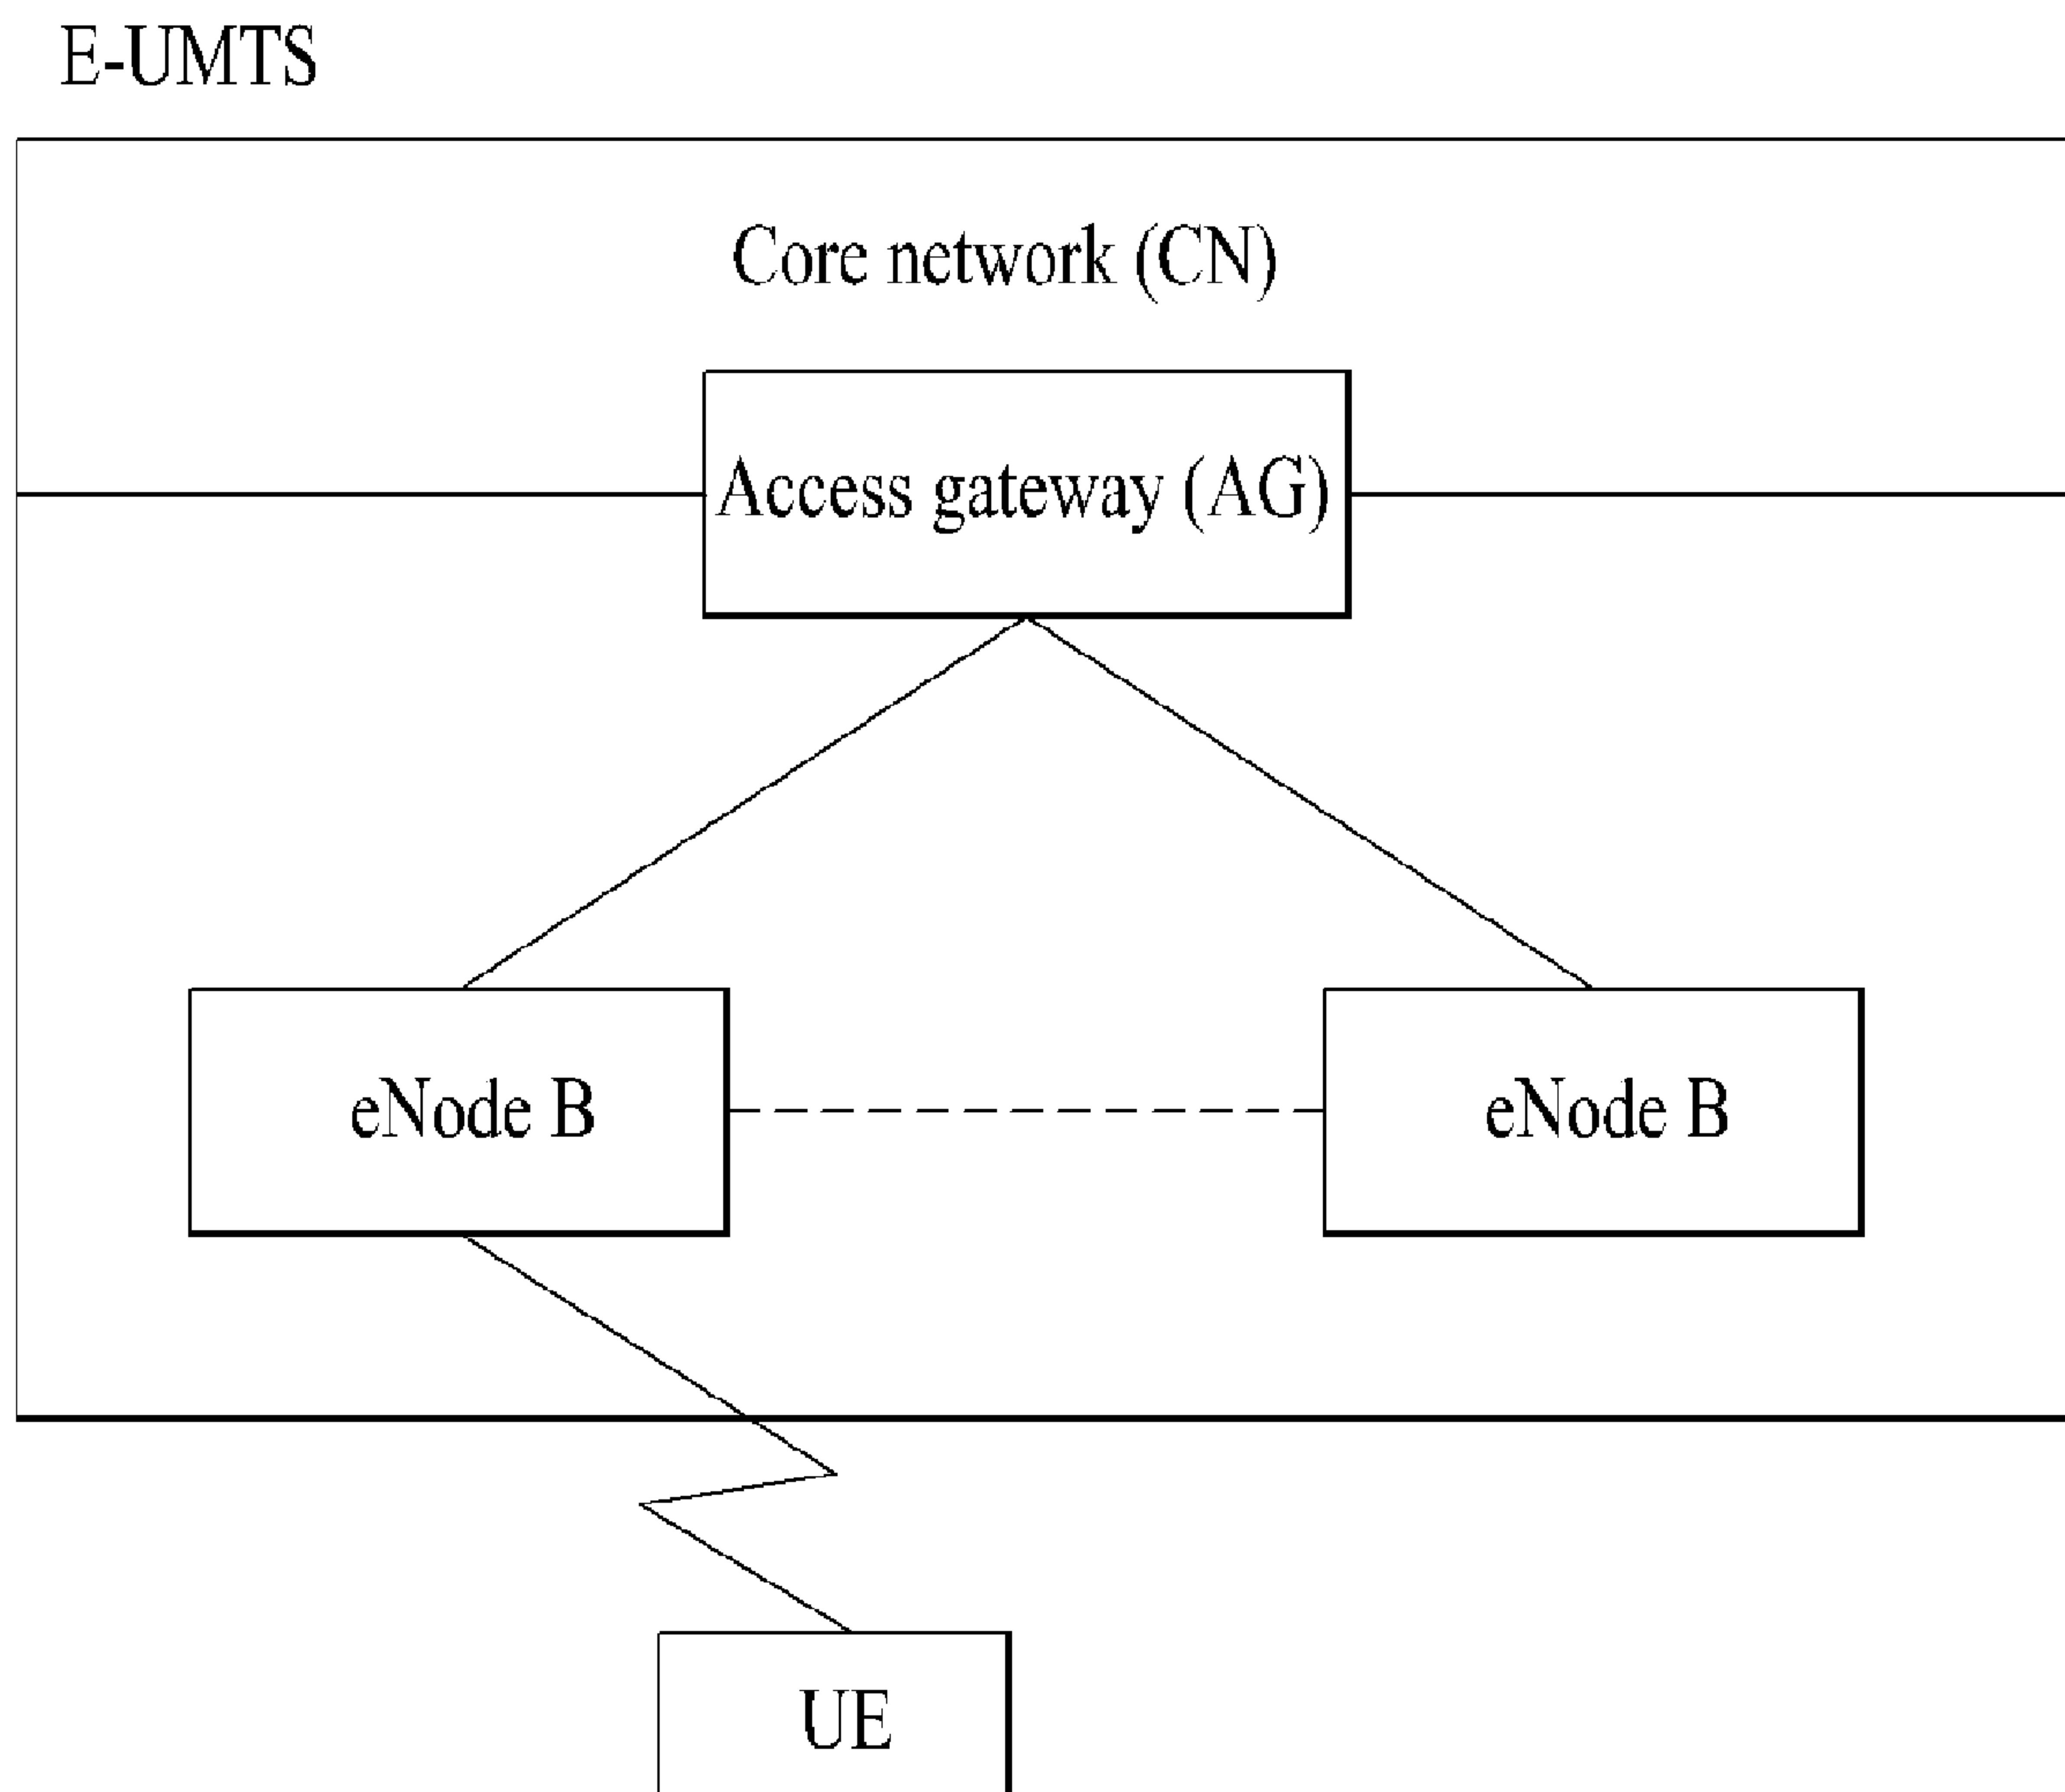 E-UMTS
Core network (CN)
Access gateway (AG)
eNode B
eNode B
UE